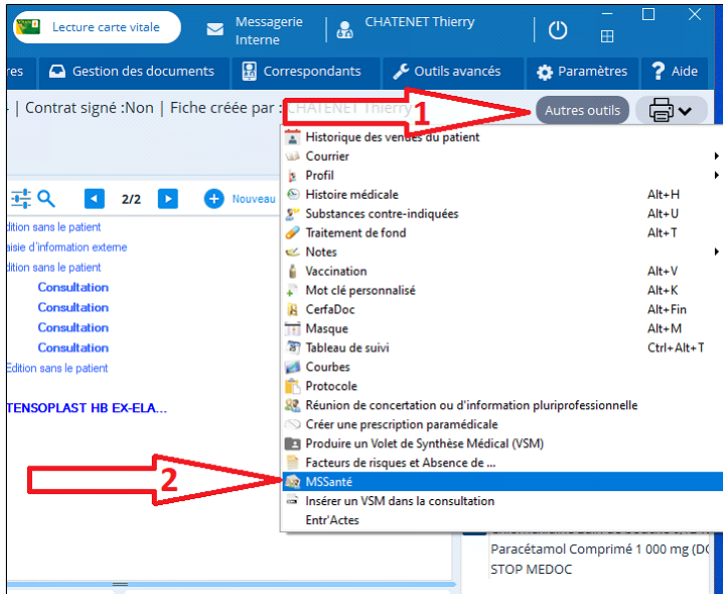 Lecture carte vitale
Messagerie
Interne
CHATENET Thierry
Gestion des documents
Correspondants
Outils avancés
Paramètres
? Aide
| Contrat signé :Non | Fiche créée par : CHATENET Thierry
1
Autres outils
2/2
Nouveau
Historique des ventes du patient
Courrier
Profil
Histoire médicale Alt+H
Substances contre-indiquées Alt+U
Traitement de fond Alt+T
Notes
Vaccination Alt+V
Mot clé personnalisé Alt+K
CerfaDoc Alt+Fin
Masque Alt+M
Tableau de suivi Ctrl+Alt+T
Courbes
Protocole
Réunion de concertation ou d'information pluriprofessionnelle
Créer une prescription paramédicale
Produire un Volet de Synthèse Médical (VSM)
Facteurs de risques et Absence de ...
MSSanté
Insérer un VSM dans la consultation
Entr'Actes
dition sans le patient
aisie d'information externe
dition sans le patient
Consultation
Consultation
Consultation
Consultation
Edition sans le patient
TENSOPLAST HB EX-ELA...
2
Paracétamol Comprimé 1 000 mg (DC
STOP MEDOC